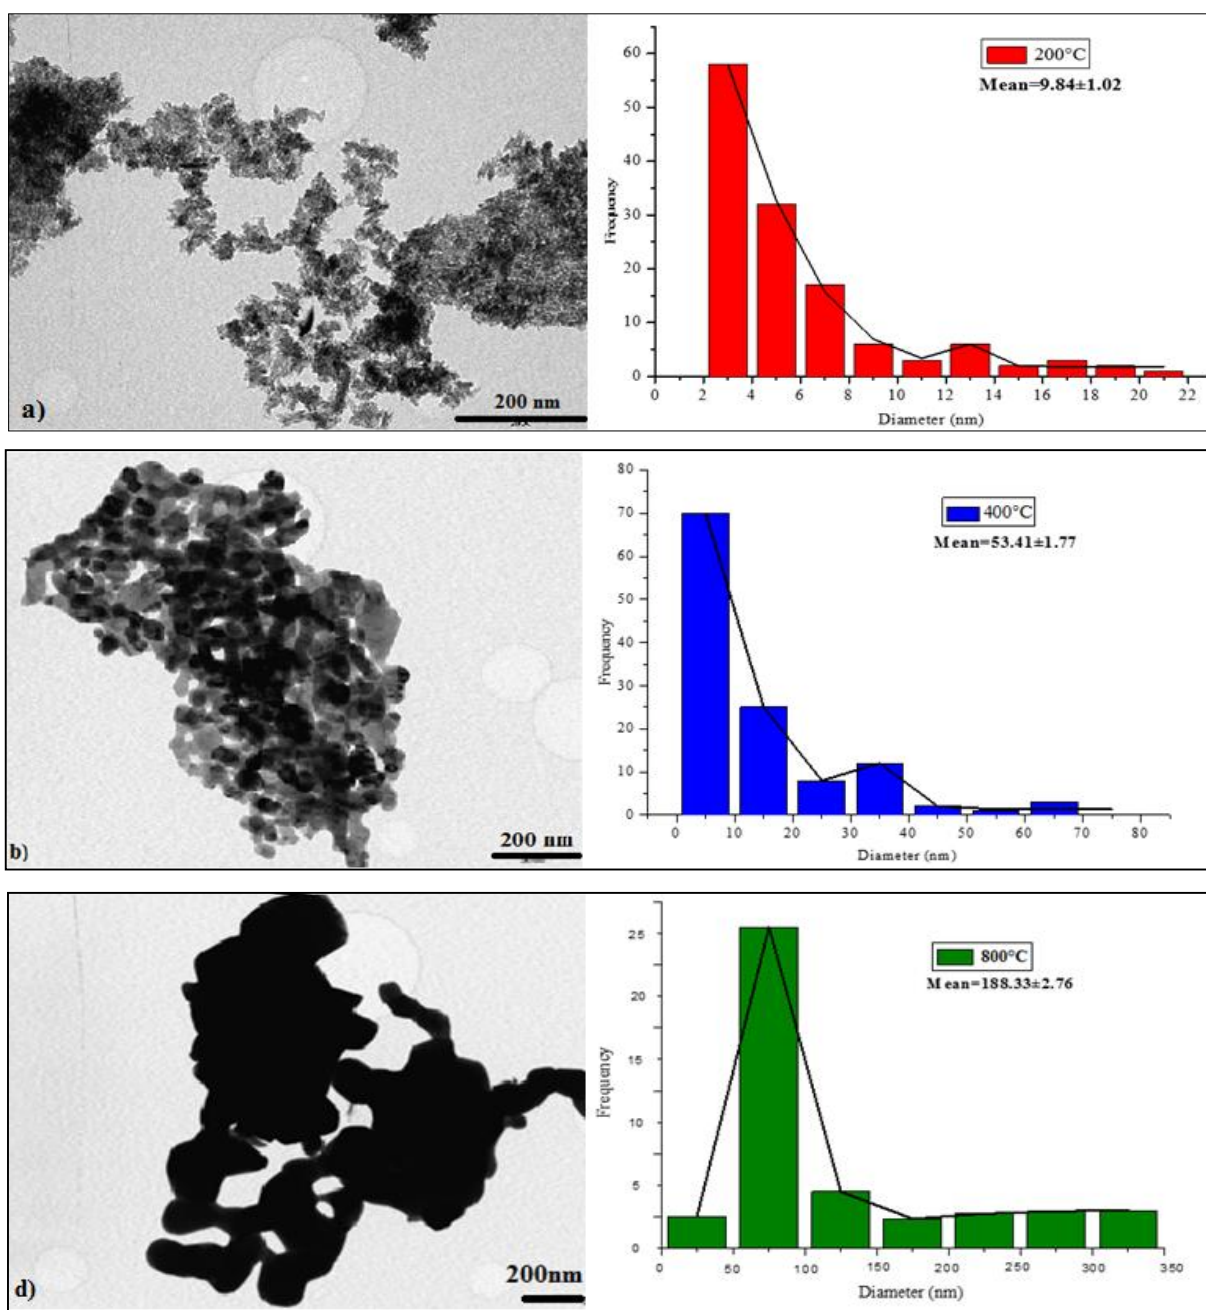 a)
200 nm
Frequency
60
50
40
30
20
10
0
200°C
Mean=9.84±1.02
0 2 4 6 8 10 12 14 16 18 20 22
Diameter (nm)
b)
200 nm
Frequency
80
70
60
50
40
30
20
10
0
400°C
Mean=53.41±1.77
0 10 20 30 40 50 60 70 80
Diameter (nm)
d)
200nm
Frequency
25
20
15
10
5
0
800°C
Mean=188.33±2.76
0 50 100 150 200 250 300 350
Diameter (nm)